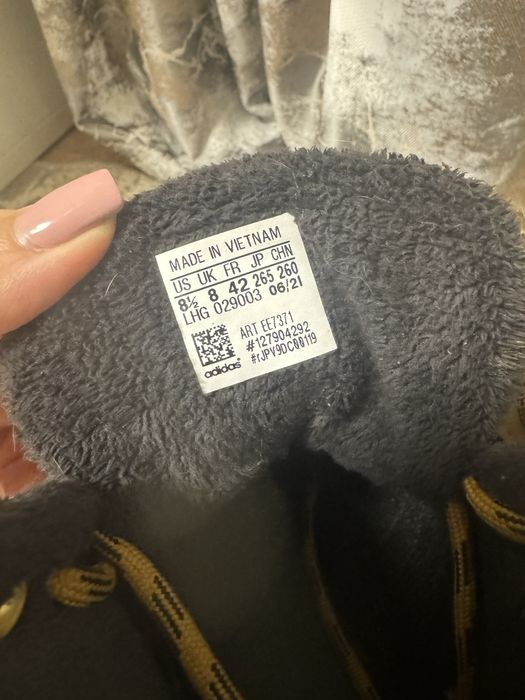 MADE IN VIETNAM
US UK FR JP CHN
8½ 8 42 265 260
LHG 029003 06/21
ART EE7371
#127904292
#rJPV9DC00119
adidas